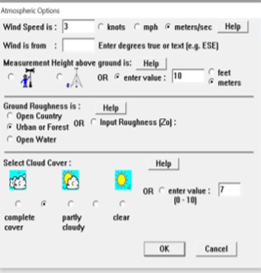 Atmospheric Options
Wind Speed is : 3 knots mph meters/sec Help
Wind is from : Enter degrees true or text (e.g. ESE)
Measurement Height above ground is: Help
OR enter value : 10 feet
meters
Ground Roughness is : Help
Open Country
Urban or Forest OR Input Roughness (Zo) :
Open Water
Select Cloud Cover : Help
OR enter value : 7
(0 - 10)
complete cover partly cloudy clear
OK Cancel